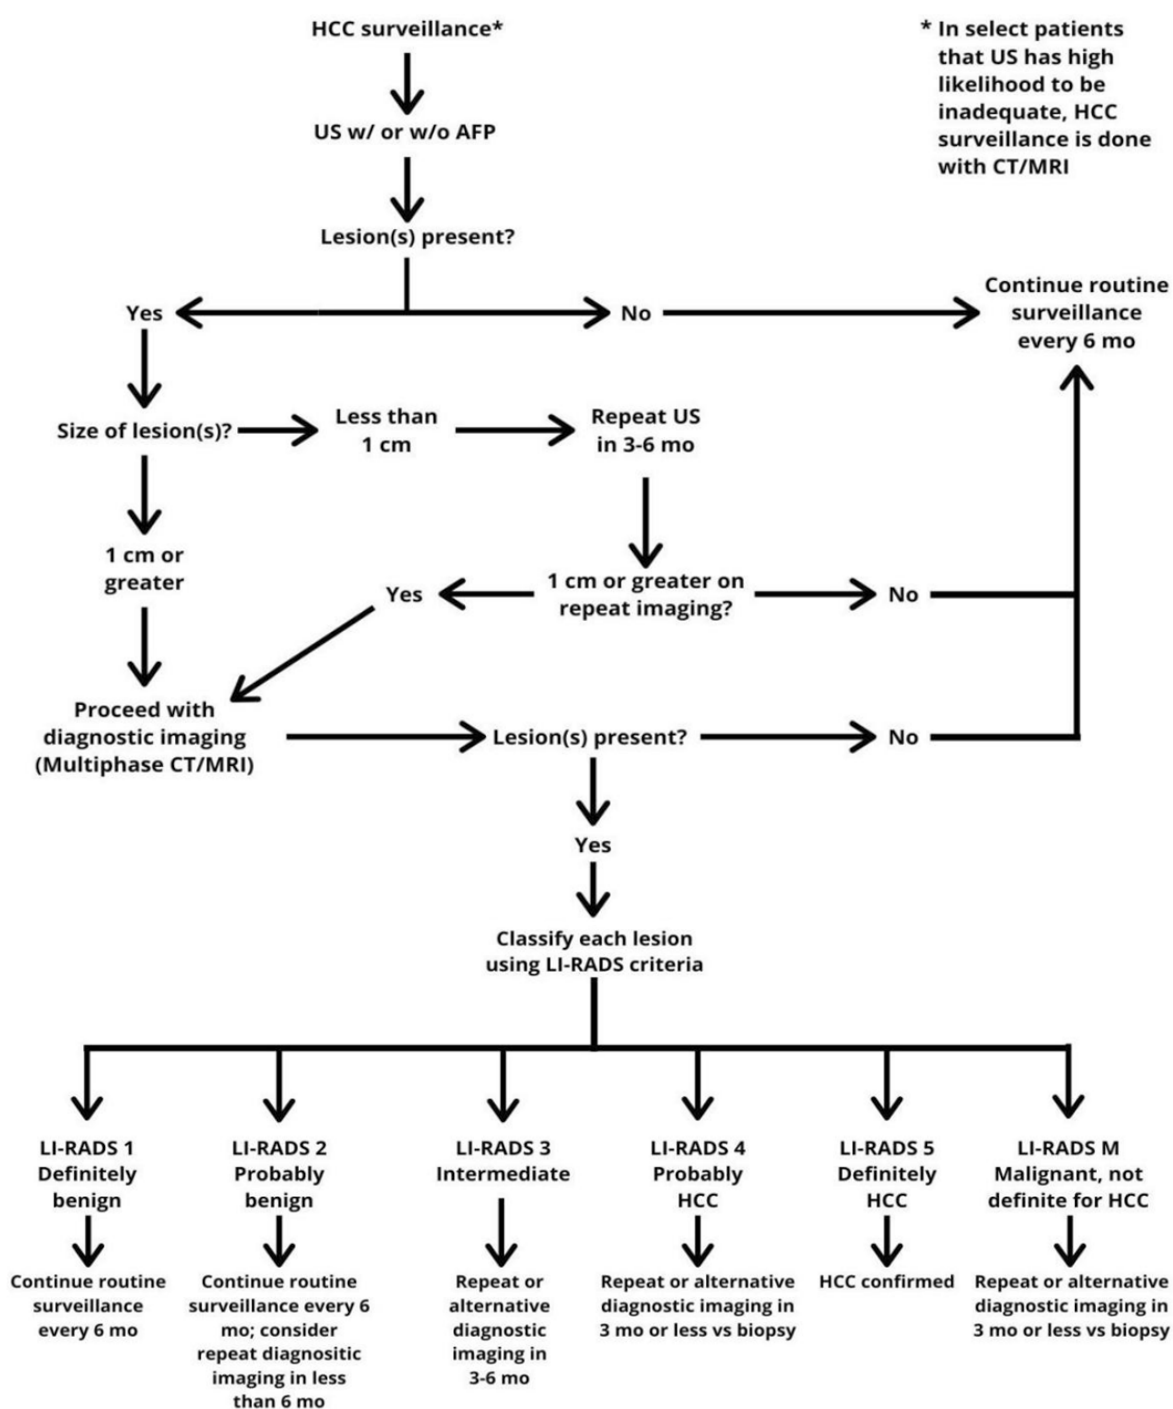 HCC surveillance*
* In select patients
that US has high
likelihood to be
inadequate, HCC
surveillance is done
with CT/MRI
US w/ or w/o AFP
Lesion(s) present?
Yes
No
Continue routine
surveillance
every 6 mo
Size of lesion(s)?
Less than
1 cm
Repeat US
in 3-6 mo
1 cm or
greater
Yes
1 cm or greater on
repeat imaging?
No
Proceed with
diagnostic imaging
(Multiphase CT/MRI)
Lesion(s) present?
No
Yes
Classify each lesion
using LI-RADS criteria
LI-RADS 1
Definitely
benign
LI-RADS 2
Probably
benign
LI-RADS 3
Intermediate
LI-RADS 4
Probably
HCC
LI-RADS 5
Definitely
HCC
LI-RADS M
Malignant, not
definite for HCC
Continue routine
surveillance
every 6 mo
Continue routine
surveillance every 6
mo; consider
repeat diagnositic
imaging in less
than 6 mo
Repeat or
alternative
diagnostic
imaging in
3-6 mo
Repeat or alternative
diagnostic imaging in
3 mo or less vs biopsy
HCC confirmed
Repeat or alternative
diagnostic imaging in
3 mo or less vs biopsy